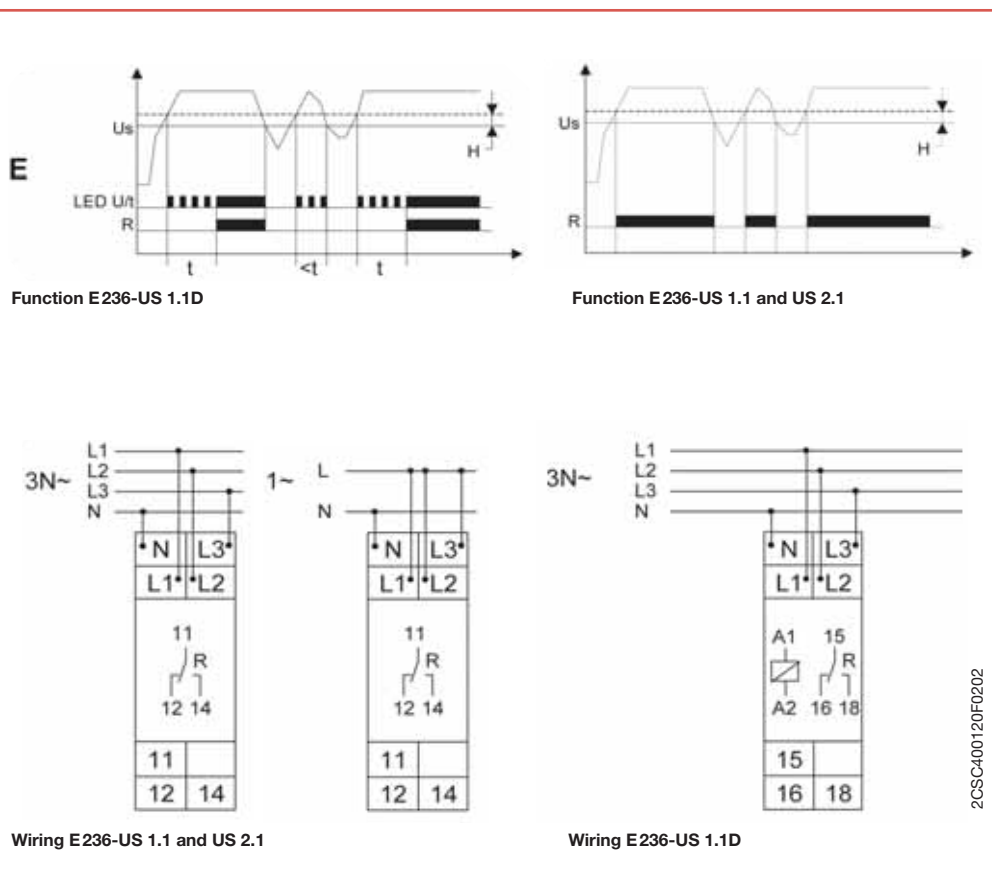 E
Us
H
LED U/t
R
t
<t
t
Function E236-US 1.1D
Us
H
R
Function E236-US 1.1 and US 2.1
3N~
L1
L2
L3
N
N L3
L1 L2
11
R
12 14
11
12 14
1~
L
N
N L3
L1 L2
11
R
12 14
11
12 14
Wiring E236-US 1.1 and US 2.1
3N~
L1
L2
L3
N
N L3
L1 L2
A1 15
R
A2 16 18
15
16 18
Wiring E236-US 1.1D
2CSC400120F0202